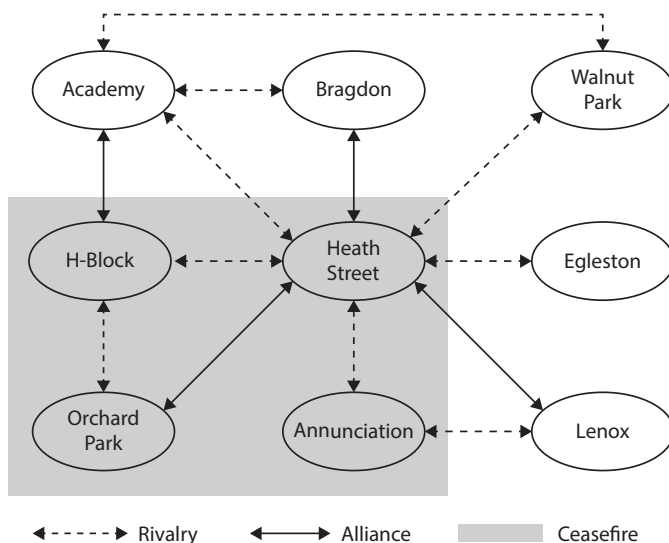 Academy
Bragdon
Walnut
Park
H-Block
Heath
Street
Egleston
Orchard
Park
Annunciation
Lenox
Rivalry
Alliance
Ceasefire